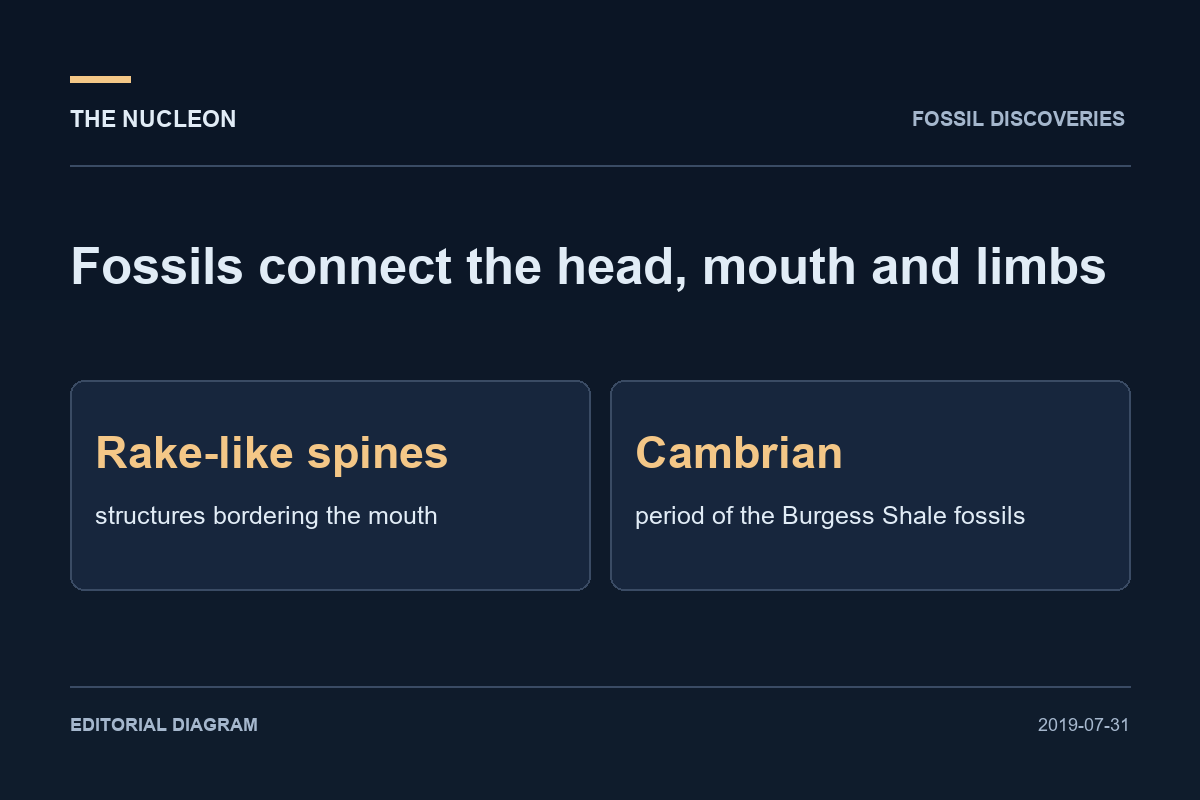 THE NUCLEON
FOSSIL DISCOVERIES
Fossils connect the head, mouth and limbs
Rake-like spines
structures bordering the mouth
Cambrian
period of the Burgess Shale fossils
EDITORIAL DIAGRAM
2019-07-31